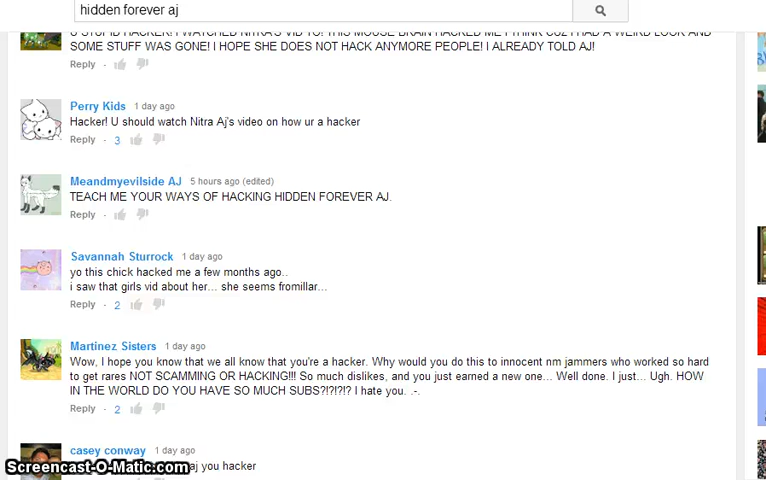 hidden forever aj
U STUPID HACKER! I WATCHED NITRA'S VID TO! THIS MOUSE BRAIN HACKED ME I THINK CUZ I HAD A WEIRD LOOK AND
SOME STUFF WAS GONE! I HOPE SHE DOES NOT HACK ANYMORE PEOPLE! I ALREADY TOLD AJ!
Reply ·
Perry Kids 1 day ago
Hacker! U should watch Nitra Aj's video on how ur a hacker
Reply · 3
Meandmyevilside AJ 5 hours ago (edited)
TEACH ME YOUR WAYS OF HACKING HIDDEN FOREVER AJ.
Reply ·
Savannah Sturrock 1 day ago
yo this chick hacked me a few months ago..
i saw that girls vid about her... she seems fromillar...
Reply · 2
Martinez Sisters 1 day ago
Wow, I hope you know that we all know that you're a hacker. Why would you do this to innocent nm jammers who worked so hard
to get rares NOT SCAMMING OR HACKING!!! So much dislikes, and you just earned a new one... Well done. I just... Ugh. HOW
IN THE WORLD DO YOU HAVE SO MUCH SUBS?!?!?!? I hate you. .-.
Reply · 2
casey conway 1 day ago
aj you hacker
Screencast-O-Matic.com